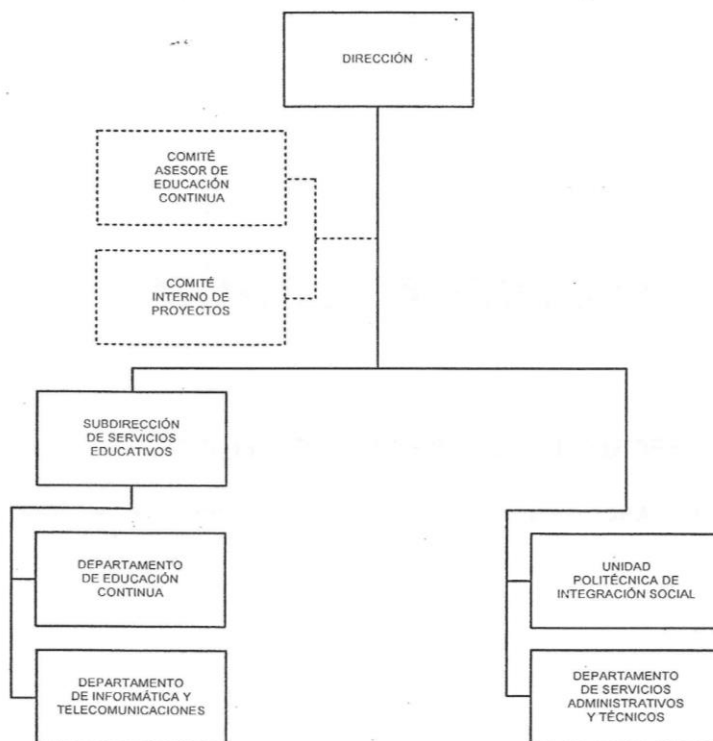 DIRECCIÓN
COMITÉ
ASESOR DE
EDUCACIÓN
CONTINUA
COMITÉ
INTERNO DE
PROYECTOS
SUBDIRECCIÓN
DE SERVICIOS
EDUCATIVOS
DEPARTAMENTO
DE EDUCACIÓN
CONTINUA
DEPARTAMENTO
DE INFORMÁTICA Y
TELECOMUNICACIONES
UNIDAD
POLITÉCNICA DE
INTEGRACIÓN SOCIAL
DEPARTAMENTO
DE SERVICIOS
ADMINISTRATIVOS
Y TÉCNICOS